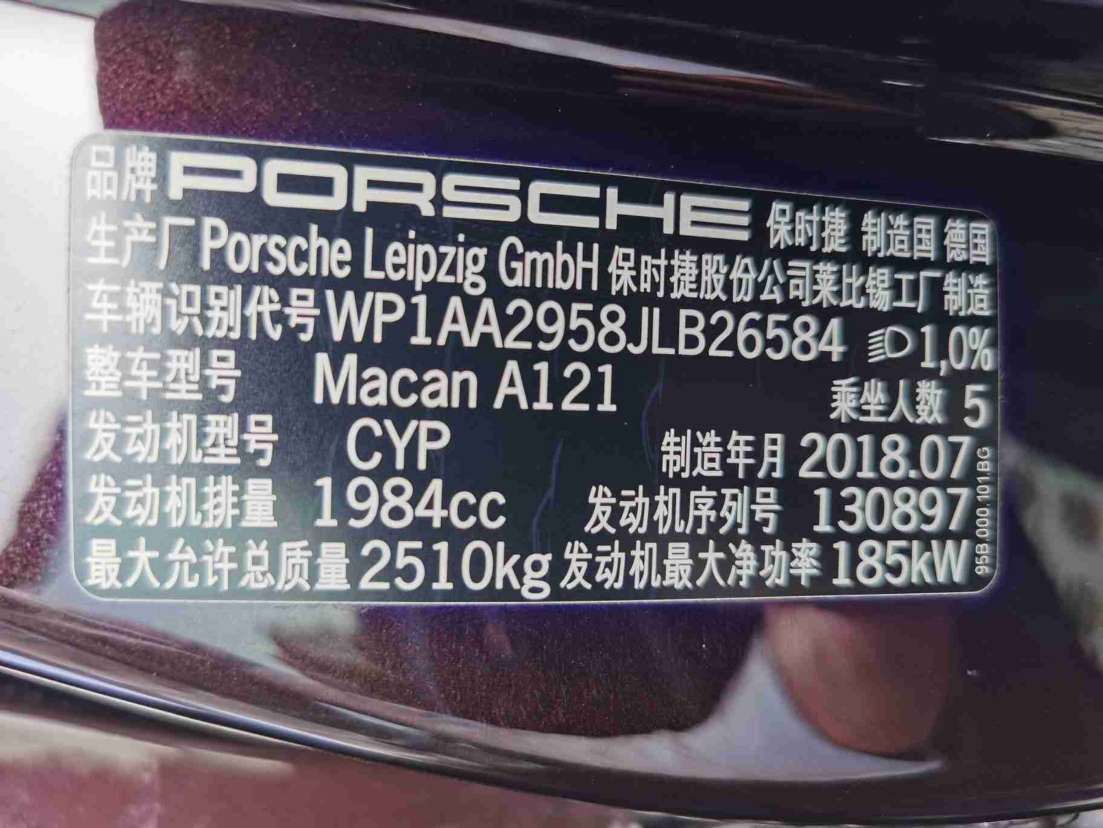 品牌 PORSCHE 保时捷 制造国 德国
生产厂 Porsche Leipzig GmbH 保时捷股份公司莱比锡工厂制造
车辆识别代号 WP1AA2958JLB26584 1,0%
整车型号 Macan A121 乘坐人数 5
发动机型号 CYP 制造年月 2018.07
发动机排量 1984cc 发动机序列号 130897
最大允许总质量 2510kg 发动机最大净功率 185kW
95B.000.101.BG